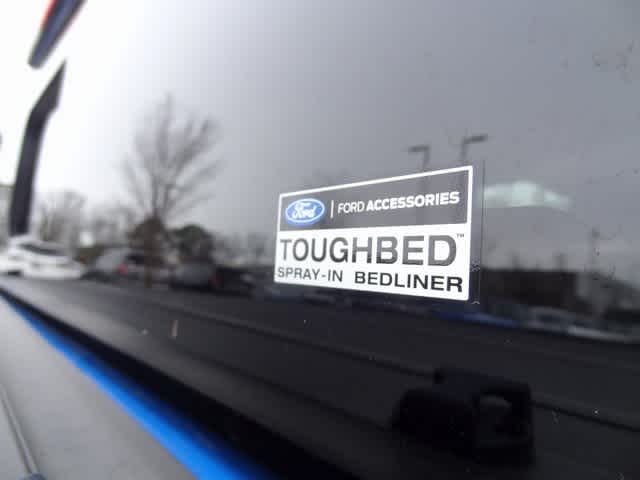 Ford | FORD ACCESSORIES
TOUGHBED™
SPRAY-IN BEDLINER